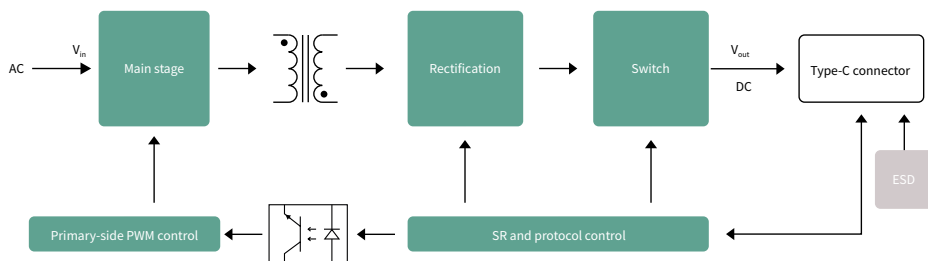 AC
Vin
Main stage
Rectification
Switch
Vout
DC
Type-C connector
ESD
Primary-side PWM control
SR and protocol control